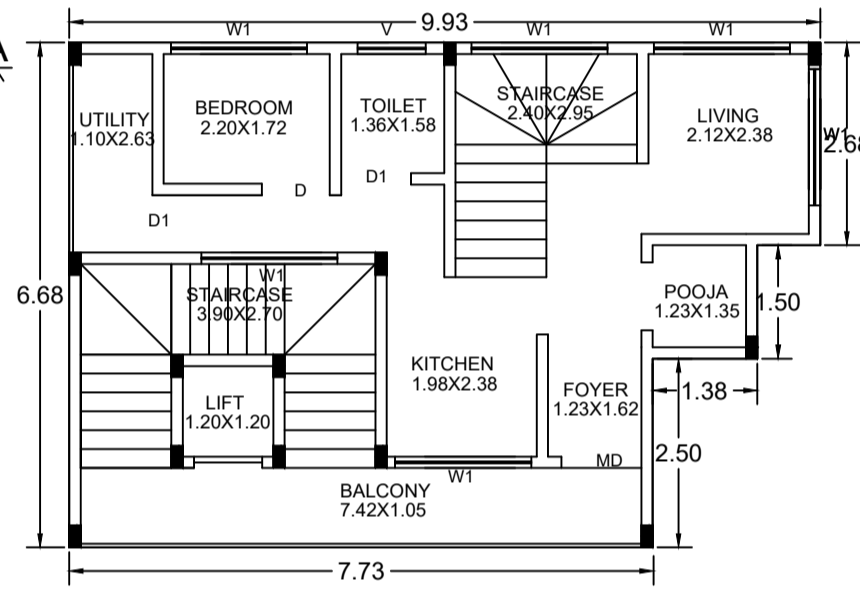 9.93
W1
V
W1
W1
A
UTILITY
1.10X2.63
BEDROOM
2.20X1.72
TOILET
1.36X1.58
STAIRCASE
2.40X2.95
LIVING
2.12X2.38
W1
2.68
D
D1
D1
6.68
W1
STAIRCASE
3.90X2.70
POOJA
1.23X1.35
1.50
KITCHEN
1.98X2.38
FOYER
1.23X1.62
1.38
LIFT
1.20X1.20
2.50
MD
W1
BALCONY
7.42X1.05
7.73